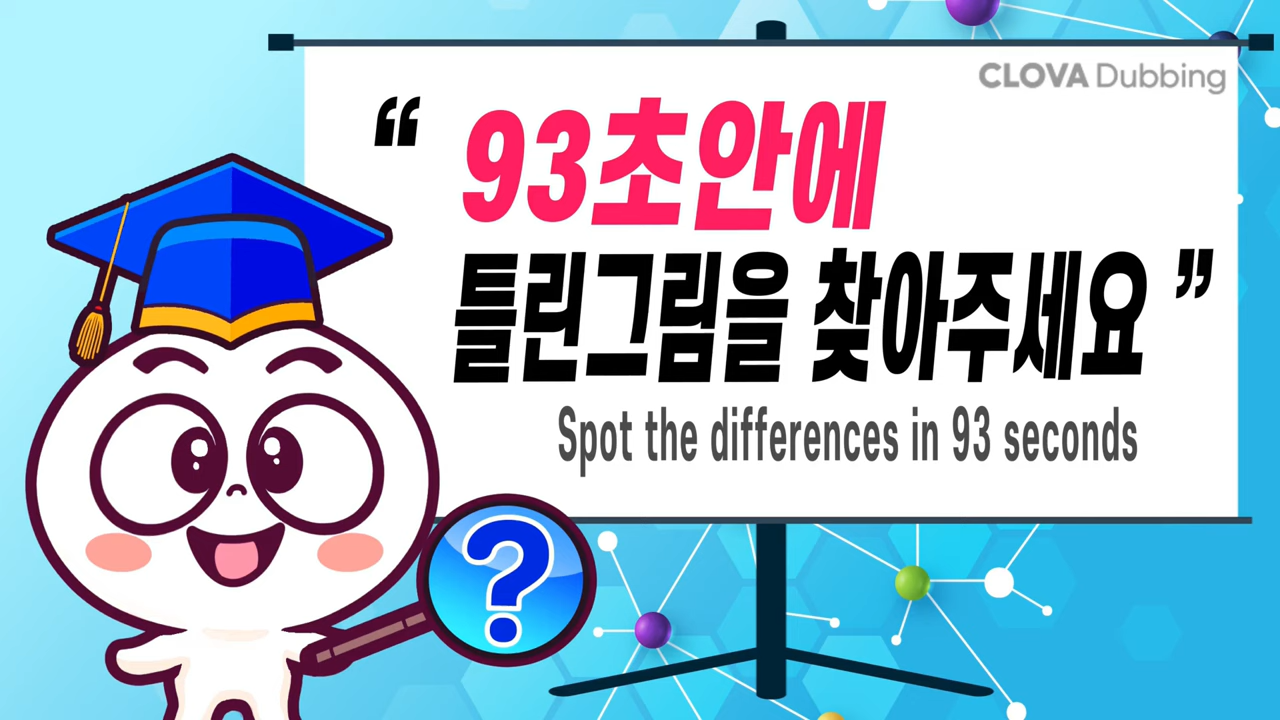 CLOVA Dubbing
“ 93초안에
틀린그림을 찾아주세요 ”
Spot the differences in 93 seconds
?